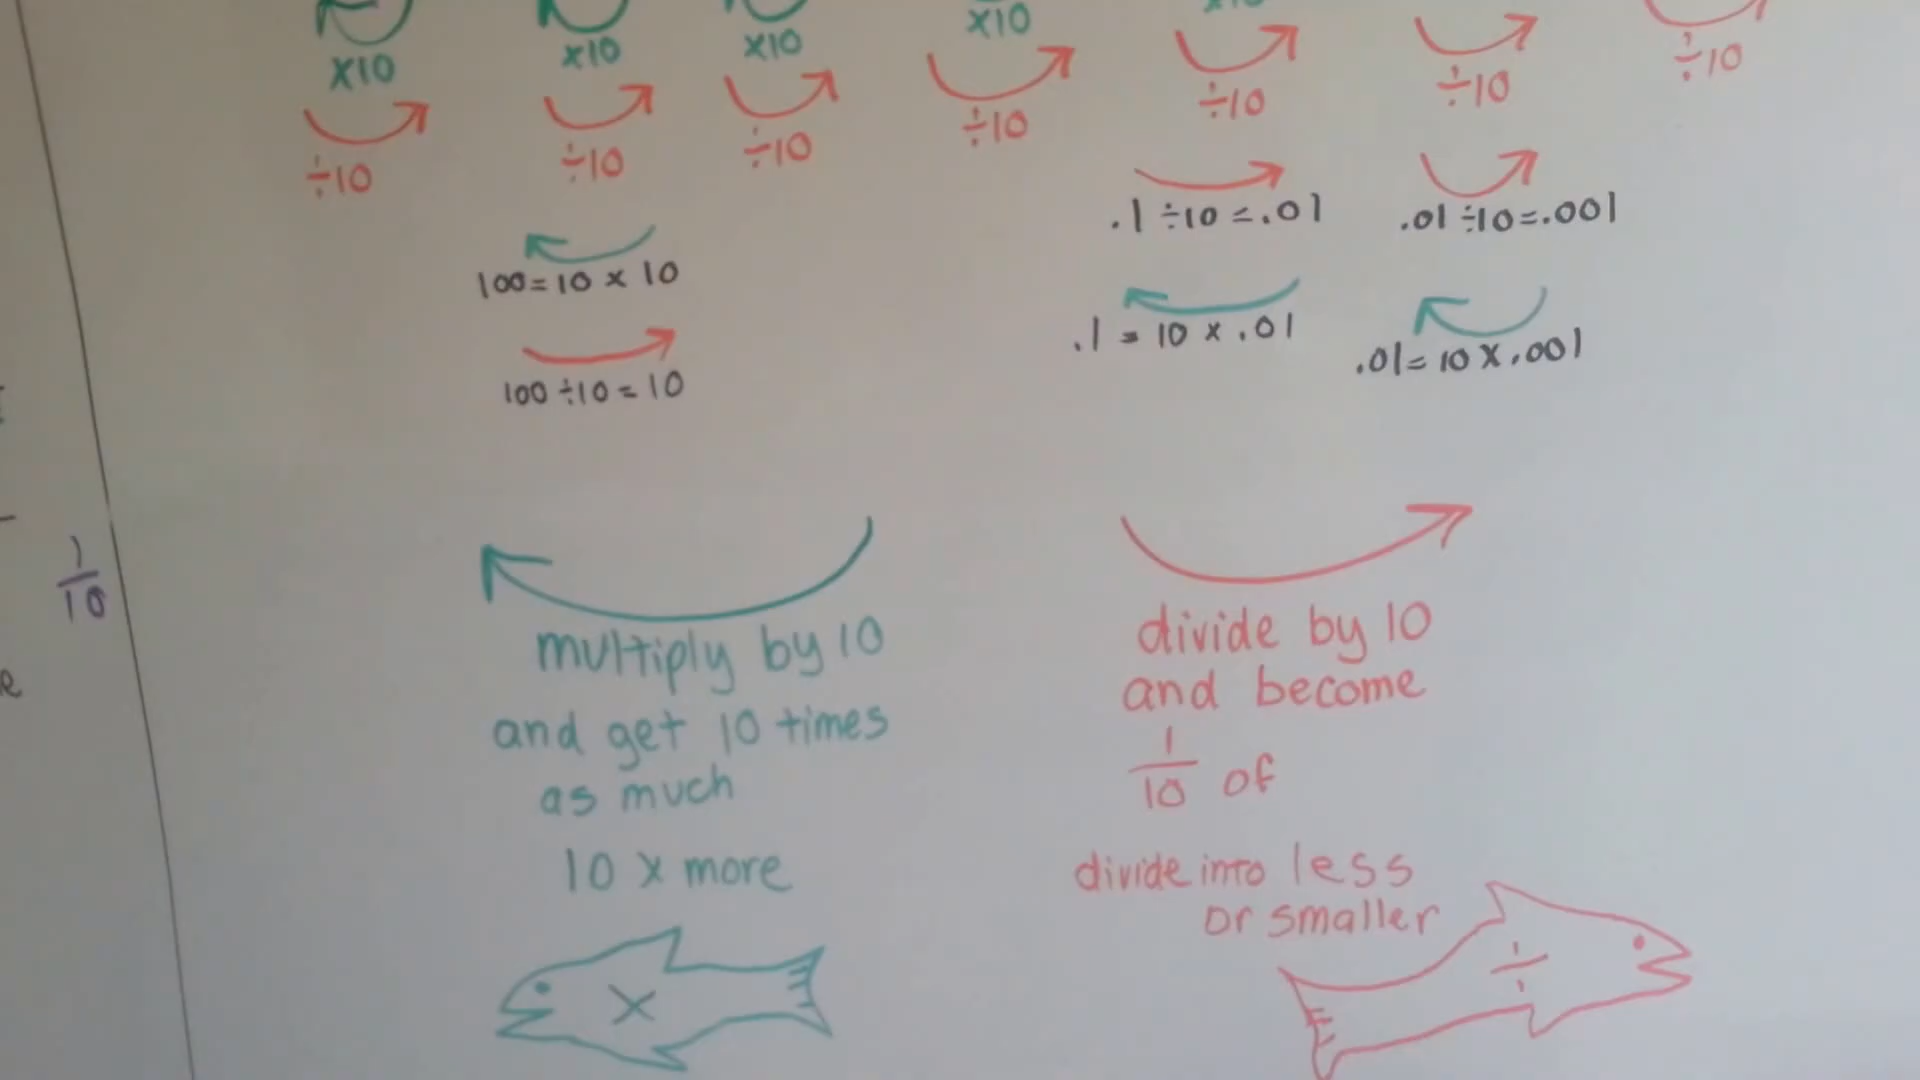 x10 x10 x10 x10
÷10 ÷10 ÷10 ÷10 ÷10 ÷10 ÷10
100=10 x 10
100 ÷10 = 10
.1 ÷10 = .01
.01 ÷10=.001
.1 = 10 x .01
.01= 10 x .001
1
10
multiply by 10
and get 10 times
as much
10 x more
x
divide by 10
and become
1
10 of
divide into less
or smaller
÷